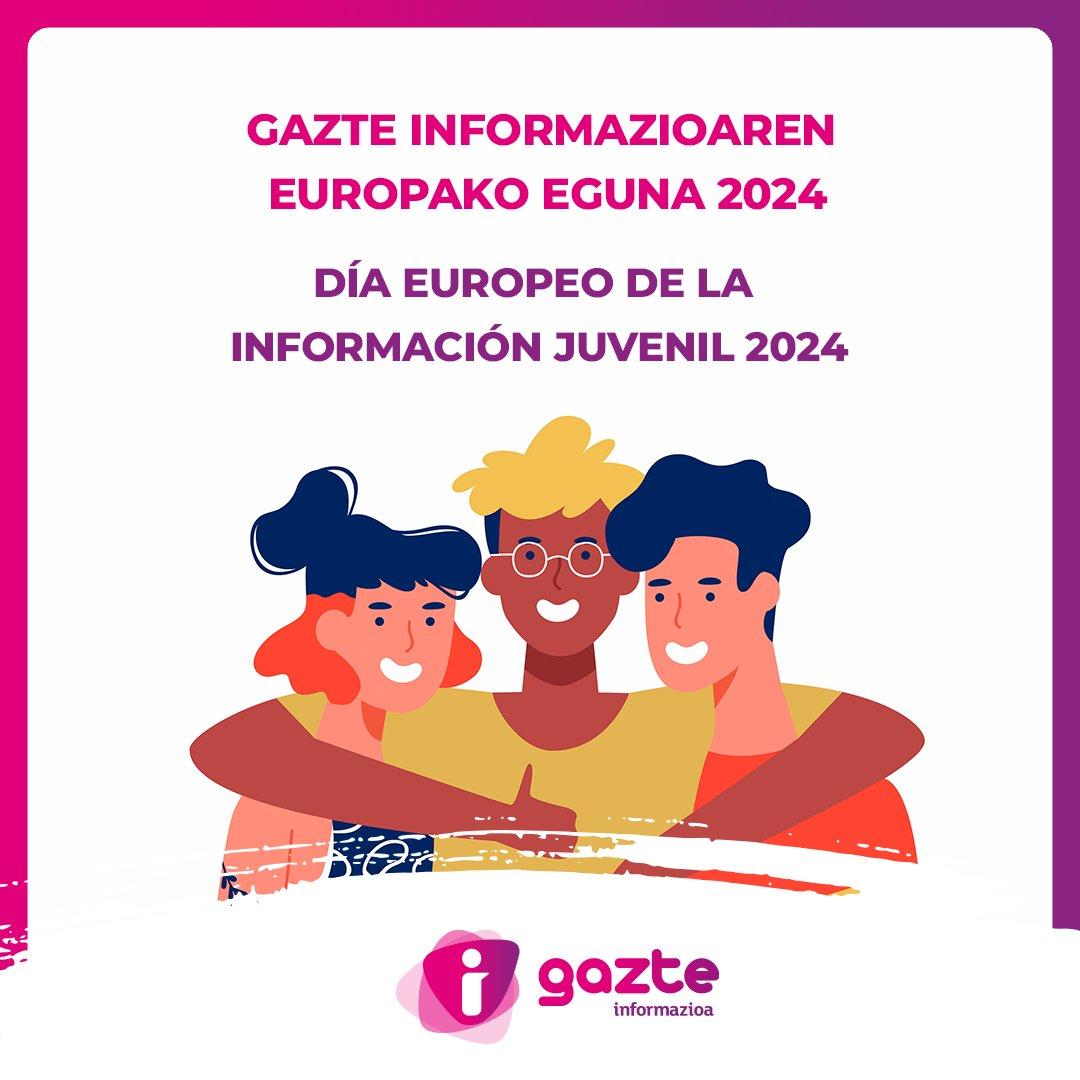 GAZTE INFORMAZIOAREN
EUROPAKO EGUNA 2024
DÍA EUROPEO DE LA
INFORMACIÓN JUVENIL 2024
i gazte
informazioa